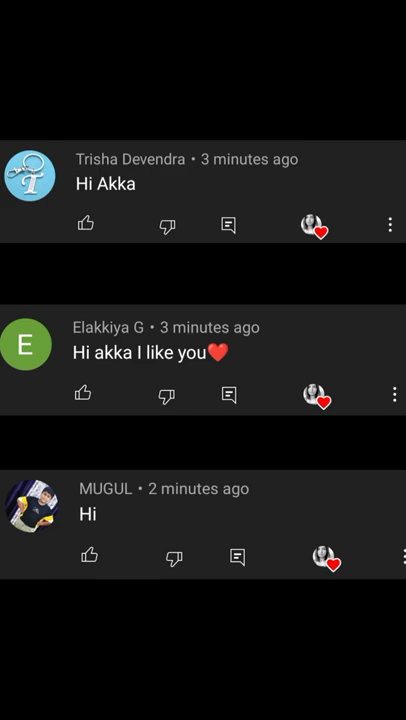 Trisha Devendra • 3 minutes ago
Hi Akka
E
Elakkiya G • 3 minutes ago
Hi akka I like you❤️
MUGUL • 2 minutes ago
Hi